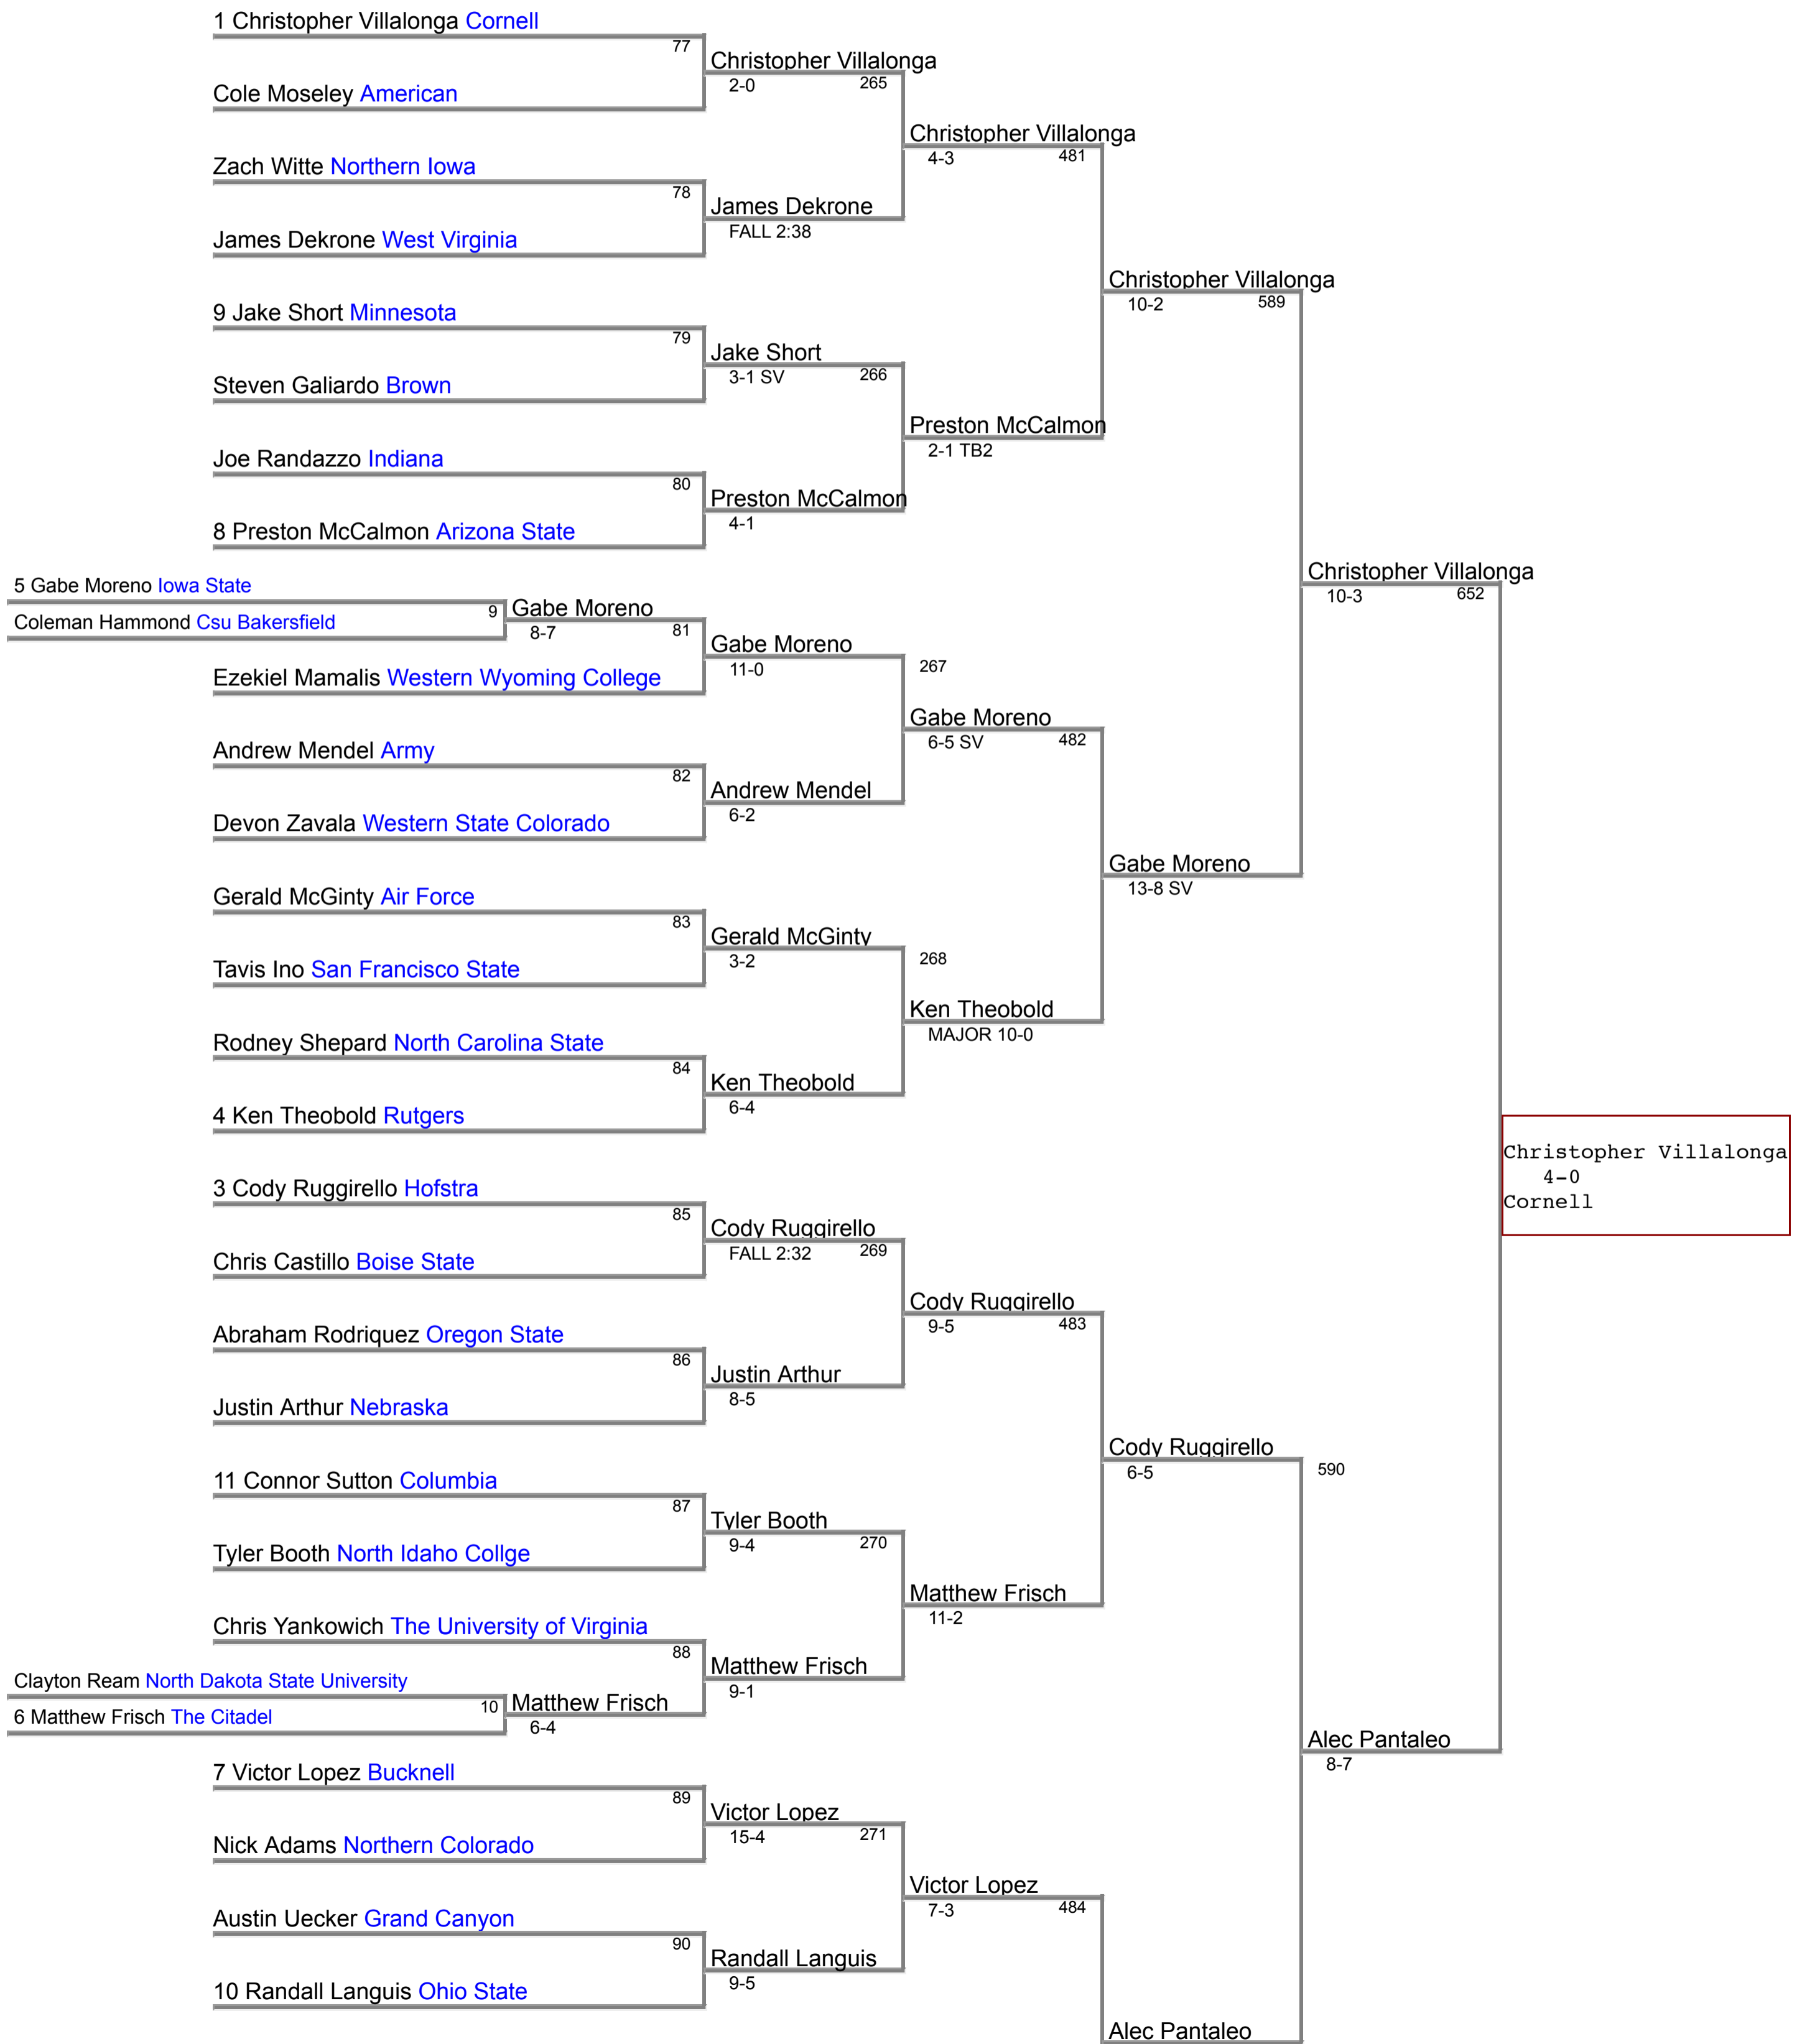 1 Christopher Villalonga Cornell
77
Christopher Villalonga
2-0 265
Cole Moseley American
Christopher Villalonga
4-3 481
Zach Witte Northern Iowa
78
James Dekrone
FALL 2:38
James Dekrone West Virginia
Christopher Villalonga
10-2 589
9 Jake Short Minnesota
79
Jake Short
3-1 SV 266
Steven Galiardo Brown
Preston McCalmon
2-1 TB2
Joe Randazzo Indiana
80
Preston McCalmon
4-1
8 Preston McCalmon Arizona State
Christopher Villalonga
10-3 652
5 Gabe Moreno Iowa State
9
Gabe Moreno
8-7 81
Coleman Hammond Csu Bakersfield
Gabe Moreno
11-0 267
Ezekiel Mamalis Western Wyoming College
Gabe Moreno
6-5 SV 482
Andrew Mendel Army
82
Andrew Mendel
6-2
Devon Zavala Western State Colorado
Gabe Moreno
13-8 SV
Gerald McGinty Air Force
83
Gerald McGinty
3-2 268
Tavis Ino San Francisco State
Ken Theobold
MAJOR 10-0
Rodney Shepard North Carolina State
84
Ken Theobold
6-4
4 Ken Theobold Rutgers
Christopher Villalonga
4-0
Cornell
3 Cody Ruggirello Hofstra
85
Cody Ruggirello
FALL 2:32 269
Chris Castillo Boise State
Cody Ruggirello
9-5 483
Abraham Rodriquez Oregon State
86
Justin Arthur
8-5
Justin Arthur Nebraska
Cody Ruggirello
6-5 590
11 Connor Sutton Columbia
87
Tyler Booth
9-4 270
Tyler Booth North Idaho Collge
Matthew Frisch
11-2
Chris Yankowich The University of Virginia
88
Matthew Frisch
9-1
Clayton Ream North Dakota State University
10
Matthew Frisch
6-4
6 Matthew Frisch The Citadel
Alec Pantaleo
8-7
7 Victor Lopez Bucknell
89
Victor Lopez
15-4 271
Nick Adams Northern Colorado
Victor Lopez
7-3 484
Austin Uecker Grand Canyon
90
Randall Languis
9-5
10 Randall Languis Ohio State
Alec Pantaleo